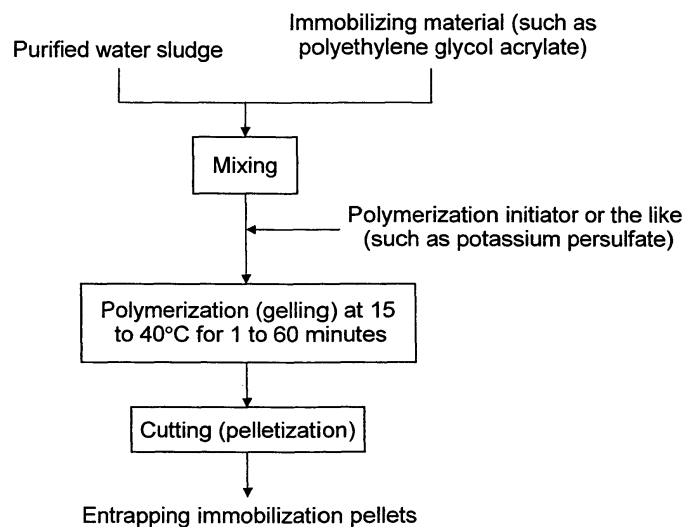 Purified water sludge
Immobilizing material (such as
polyethylene glycol acrylate)
Mixing
Polymerization initiator or the like
(such as potassium persulfate)
Polymerization (gelling) at 15
to 40°C for 1 to 60 minutes
Cutting (pelletization)
Entrapping immobilization pellets